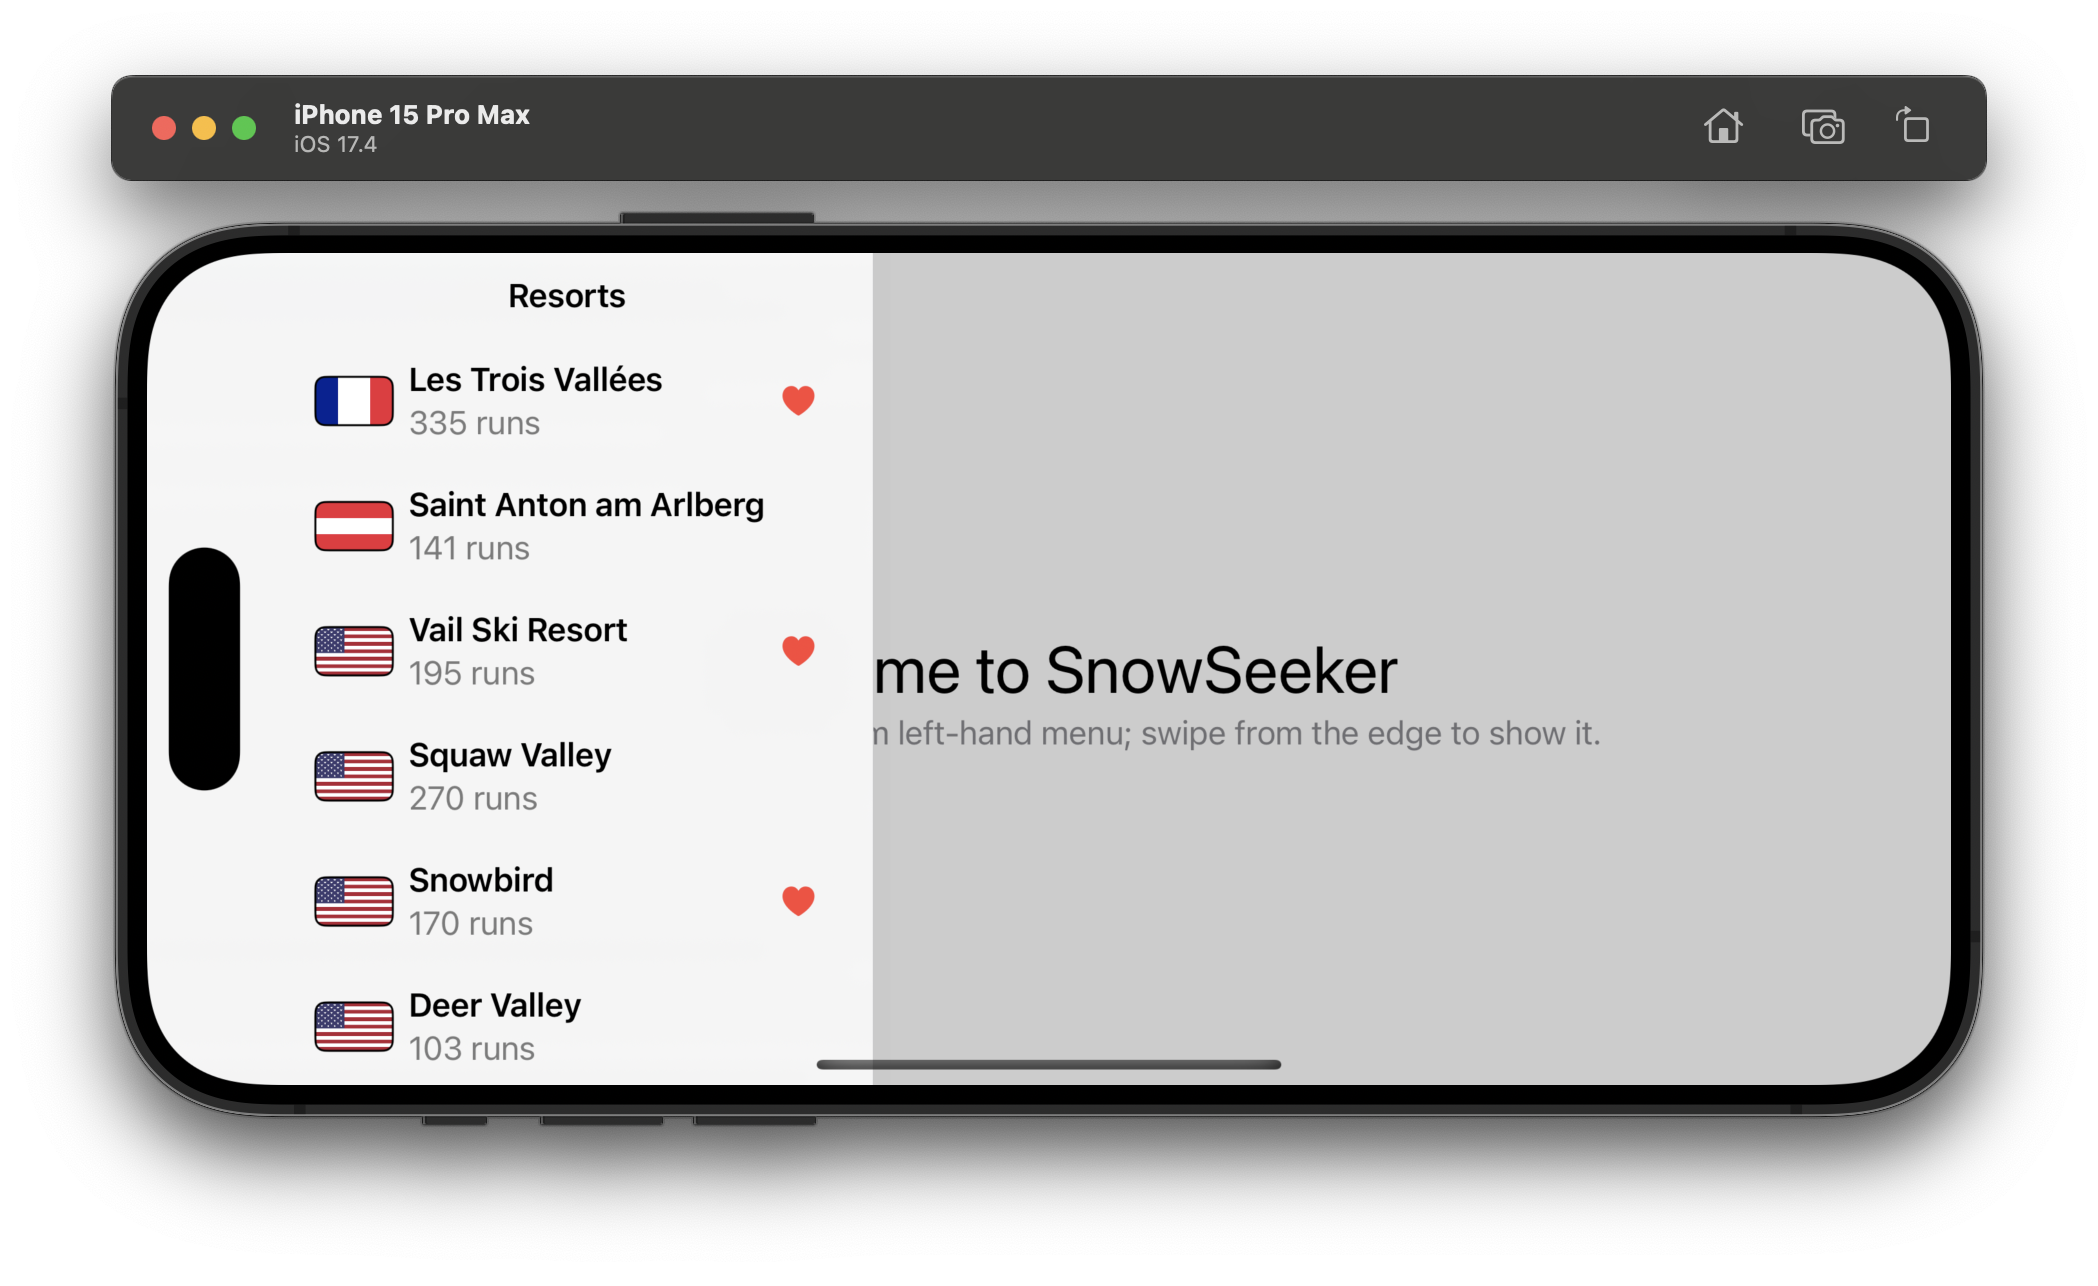 iPhone 15 Pro Max
iOS 17.4
Resorts
Les Trois Vallées
335 runs
Saint Anton am Arlberg
141 runs
Vail Ski Resort
195 runs
Squaw Valley
270 runs
Snowbird
170 runs
Deer Valley
103 runs
me to SnowSeeker
left-hand menu; swipe from the edge to show it.